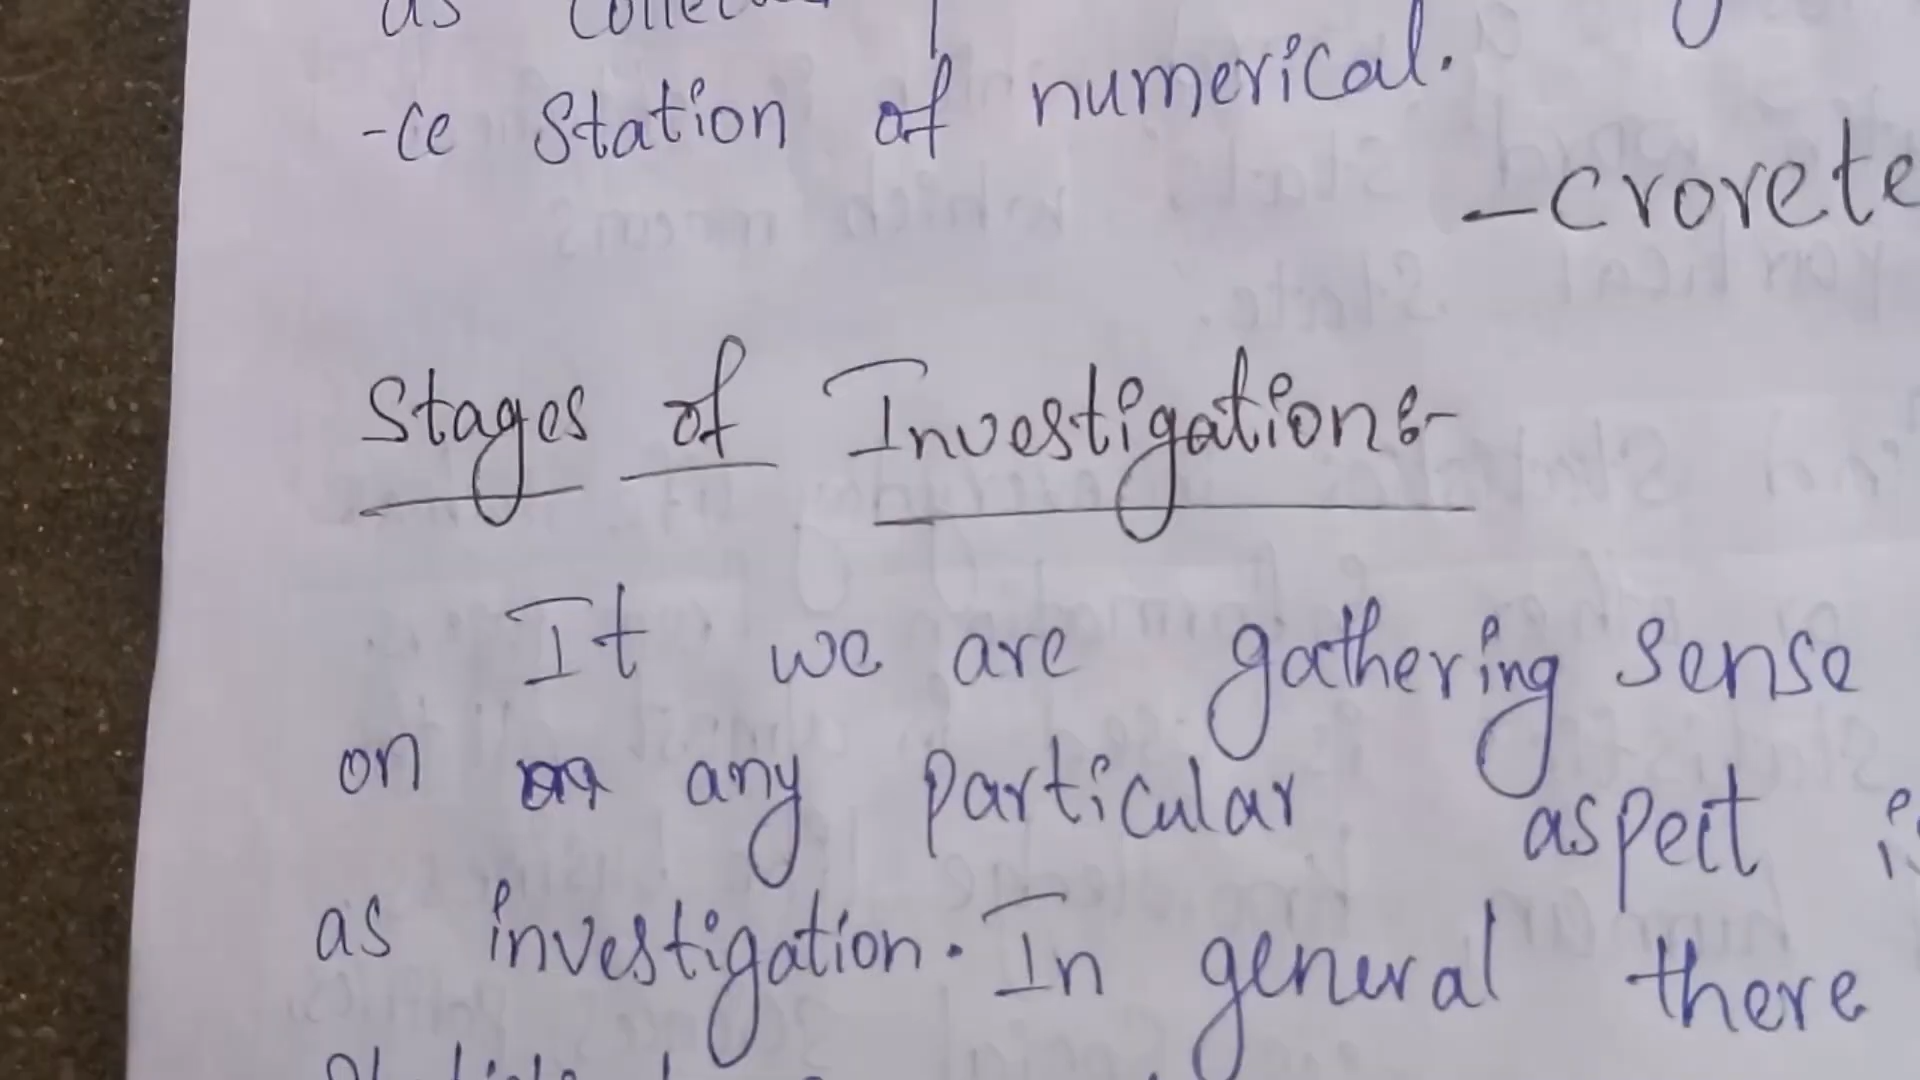 as
-ce Station of numerical.
-crorete
Stages of Investigation:-
It we are gathering sense
on any particular aspect
as investigation. In general there